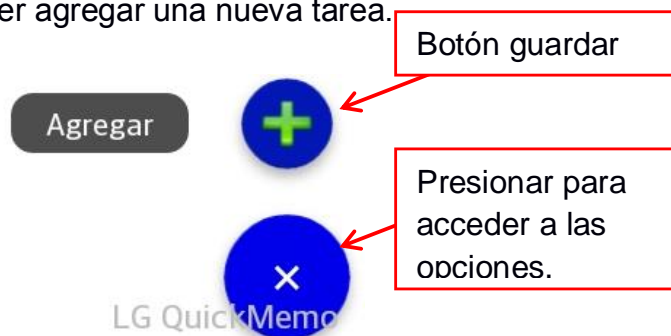 er agregar una nueva tarea.
Botón guardar
Agregar
Presionar para
acceder a las
opciones.
LG QuickMemo